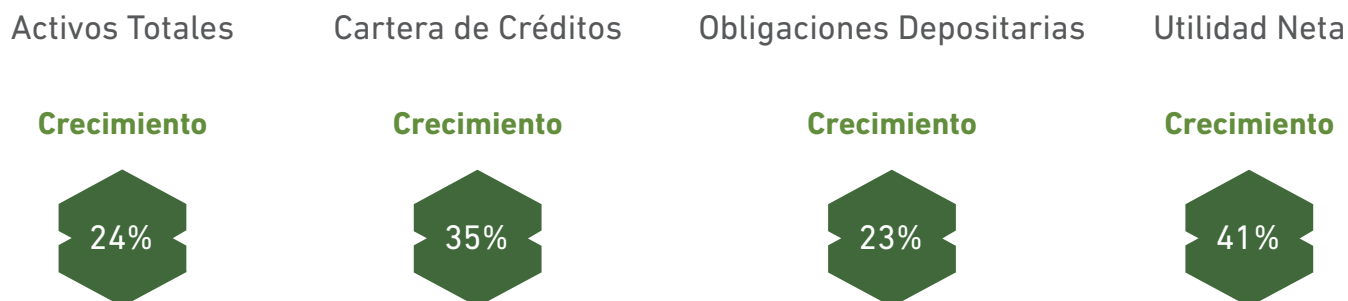 Activos Totales
Cartera de Créditos
Obligaciones Depositarias
Utilidad Neta
Crecimiento
Crecimiento
Crecimiento
Crecimiento
24%
35%
23%
41%